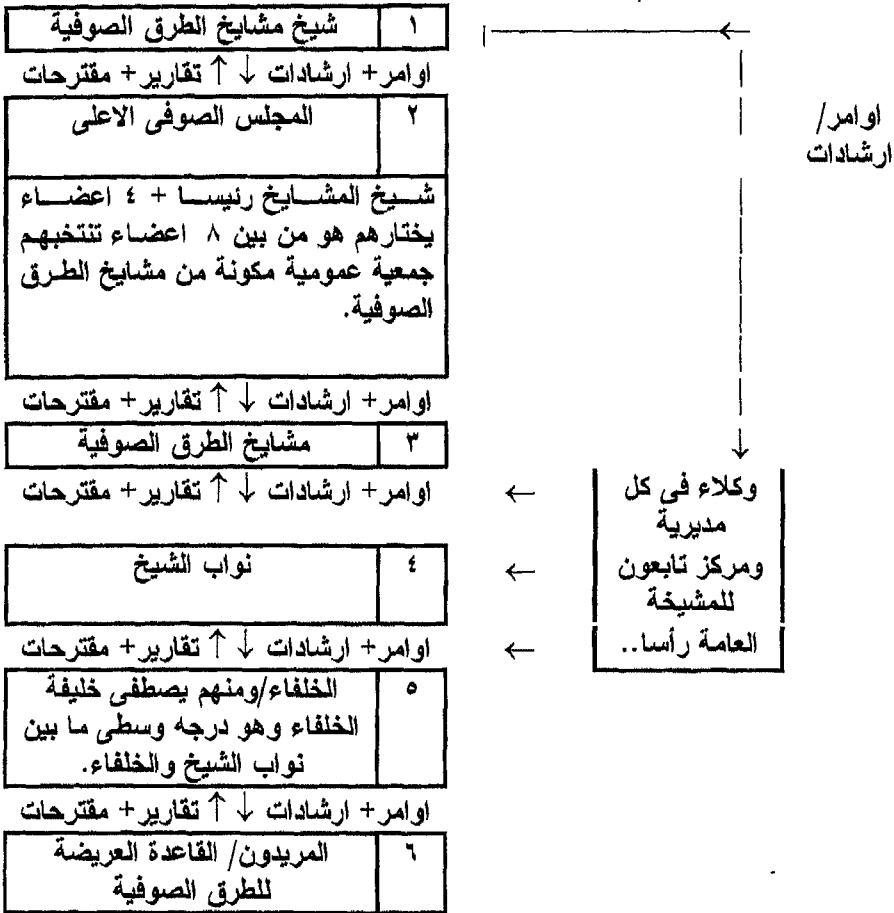 ١ شيخ مشايخ الطرق الصوفية
اوامر+ ارشادات ↓ ↑ تقارير+ مقترحات
٢ المجلس الصوفى الاعلى
شيخ المشايخ رئيسا + ٤ اعضاء
يختارهم هو من بين ٨ اعضاء تنتخبهم
جمعية عمومية مكونة من مشايخ الطرق
الصوفية.
اوامر+ ارشادات ↓ ↑ تقارير+ مقترحات
٣ مشايخ الطرق الصوفية
اوامر+ ارشادات ↓ ↑ تقارير+ مقترحات
٤ نواب الشيخ
اوامر+ ارشادات ↓ ↑ تقارير+ مقترحات
٥ الخلفاء/ومنهم يصطفى خليفة
الخلفاء وهو درجه وسطى ما بين
نواب الشيخ والخلفاء.
اوامر+ ارشادات ↓ ↑ تقارير+ مقترحات
٦ المريدون/ القاعدة العريضة
للطرق الصوفية
اوامر/
ارشادات
وكلاء فى كل
مديرية
ومركز تابعون
للمشيخة
العامة رأسا..